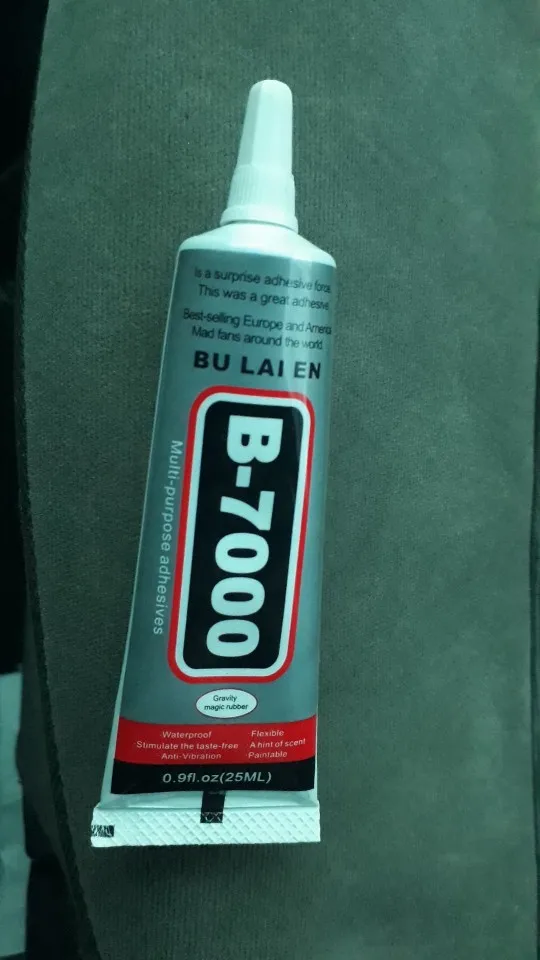 Is a surprise adhesive force
This was a great adhesive
Best-selling Europe and America
Mad fans around the world
BU LAI EN
B-7000
Multi-purpose adhesives
Gravity
magic rubber
Waterproof Flexible
Stimulate the taste-free A hint of scent
Anti-Vibration Paintable
0.9fl.oz(25ML)